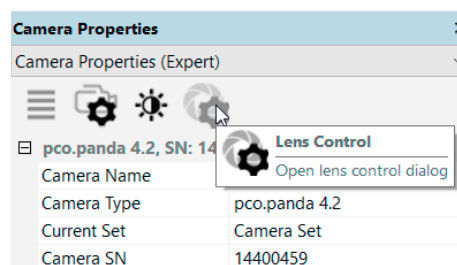 Camera Properties
Camera Properties (Expert)
pco.panda 4.2, SN: 14
Lens Control
Open lens control dialog
Camera Name
Camera Type pco.panda 4.2
Current Set Camera Set
Camera SN 14400459